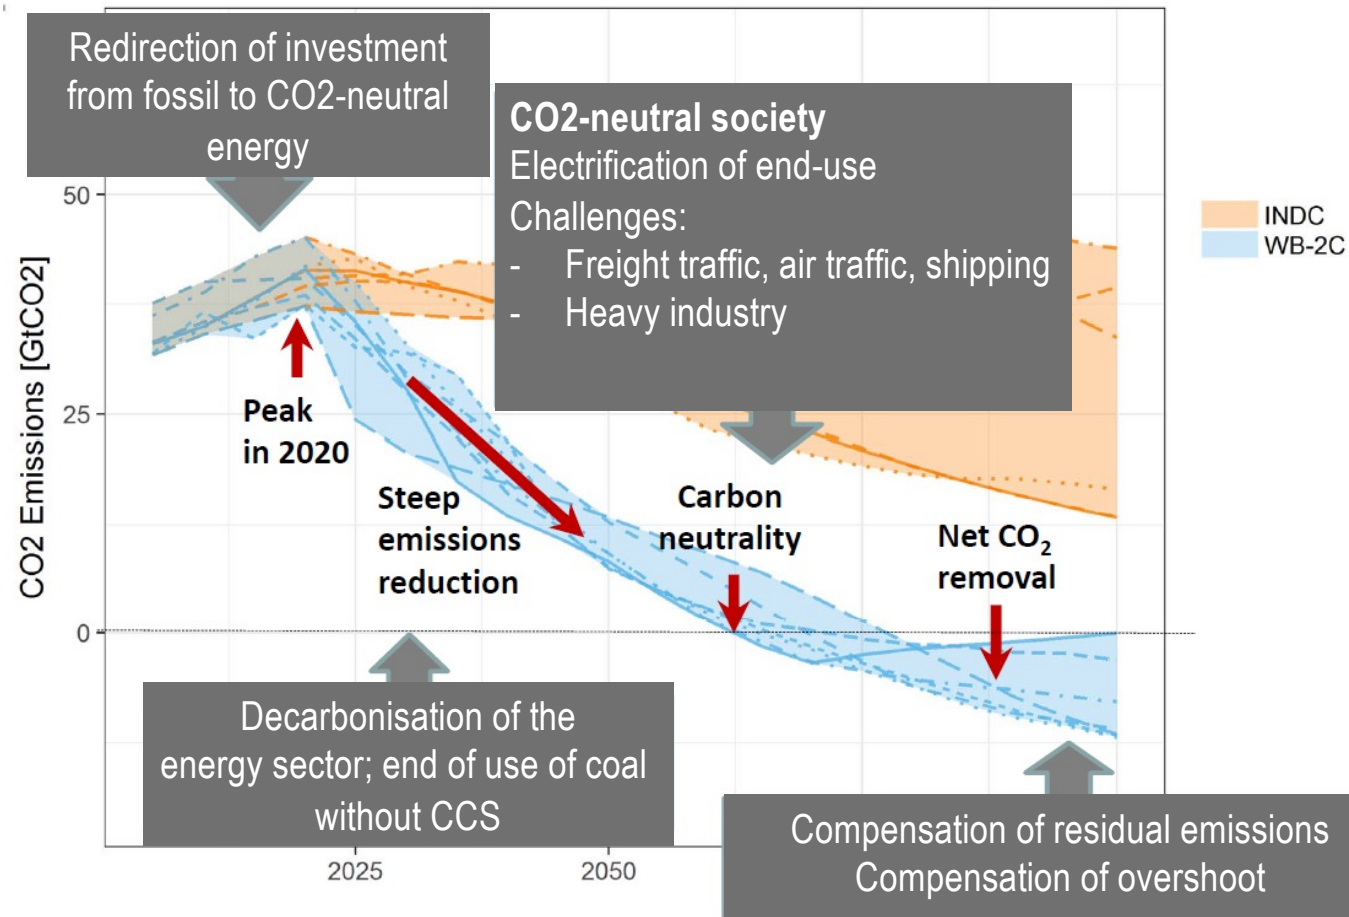 Redirection of investment
from fossil to CO2-neutral
energy
CO2-neutral society
Electrification of end-use
Challenges:
- Freight traffic, air traffic, shipping
- Heavy industry
INDC
WB-2C
CO2 Emissions [GtCO2]
50
25
0
Peak
in 2020
Steep
emissions
reduction
Carbon
neutrality
Net CO₂
removal
Decarbonisation of the
energy sector; end of use of coal
without CCS
Compensation of residual emissions
Compensation of overshoot
2025
2050